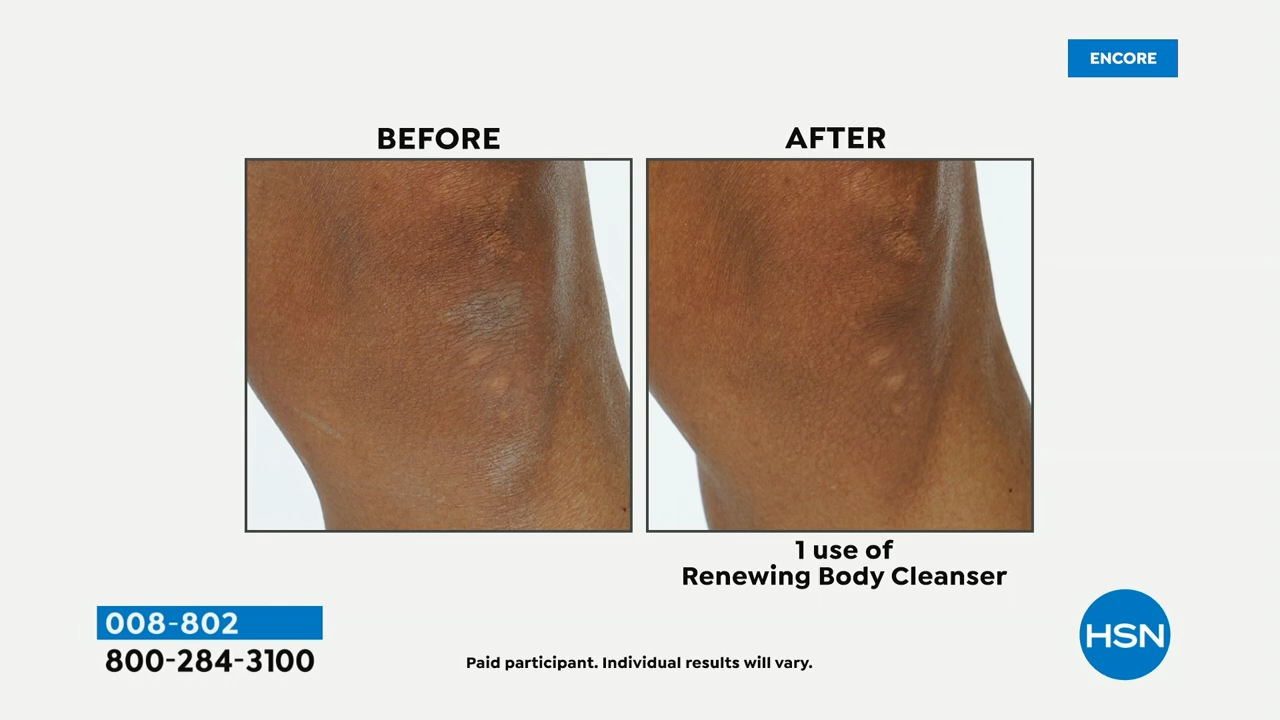 ENCORE
BEFORE
AFTER
1 use of
Renewing Body Cleanser
008-802
800-284-3100
Paid participant. Individual results will vary.
HSN